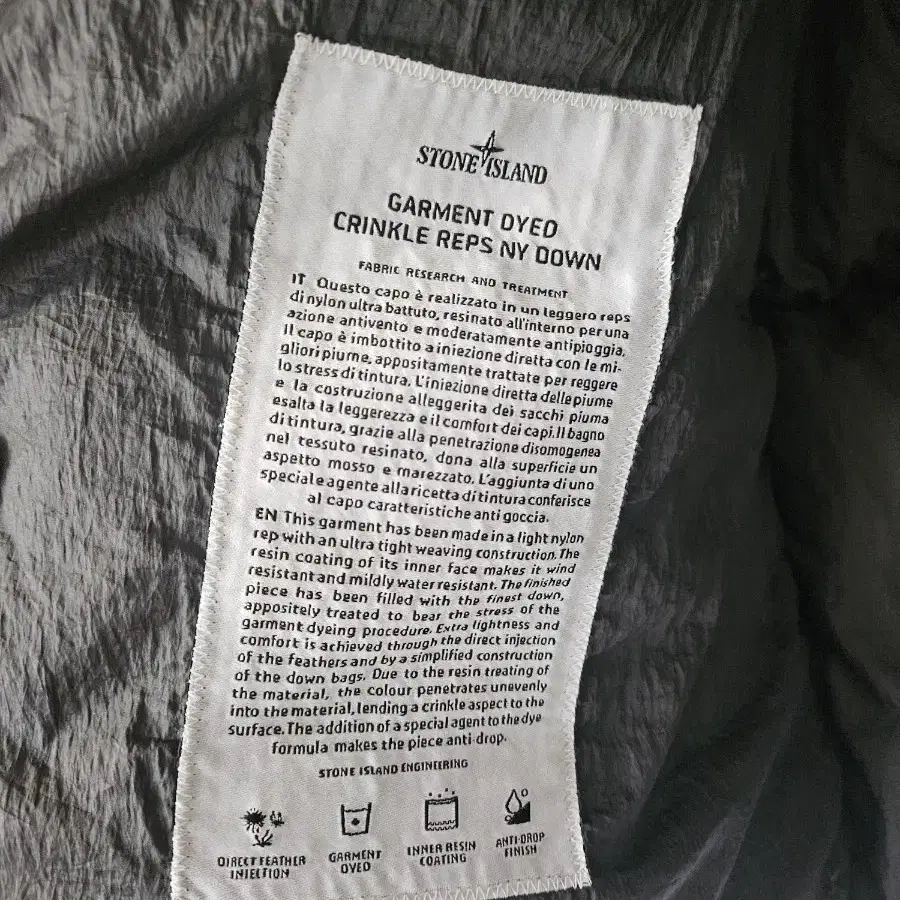 STONE ISLAND
GARMENT DYED
CRINKLE REPS NY DOWN
FABRIC RESEARCH AND TREATMENT
IT Questo capo è realizzato in un leggero reps
di nylon ultra battuto, resinato all'interno per una
azione antivento e moderatamente antipioggia.
Il capo è imbottito a iniezione diretta con le mi-
gliori piume, appositamente trattate per reggere
lo stress di tintura. L'iniezione diretta delle piume
e la costruzione alleggerita dei sacchi piuma
esalta la leggerezza e il comfort dei capi. Il bagno
di tintura, grazie alla penetrazione disomogenea
nel tessuto resinato, dona alla superficie un
aspetto mosso e marezzato. L'aggiunta di uno
speciale agente alla ricetta di tintura conferisce
al capo caratteristiche anti goccia.
EN This garment has been made in a light nylon
rep with an ultra tight weaving construction. The
resin coating of its inner face makes it wind
resistant and mildly water resistant. The finished
piece has been filled with the finest down,
appositely treated to bear the stress of the
garment dyeing procedure. Extra lightness and
comfort is achieved through the direct injection
of the feathers and by a simplified construction
of the down bags. Due to the resin treating of
the material, the colour penetrates unevenly
into the material, lending a crinkle aspect to the
surface. The addition of a special agent to the dye
formula makes the piece anti drop.
STONE ISLAND ENGINEERING
DIRECT FEATHER
INJECTION
GARMENT
DYED
INNER RESIN
COATING
ANTI-DROP
FINISH